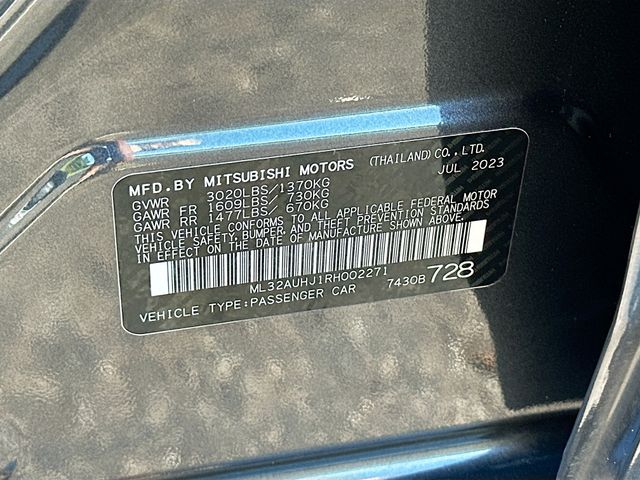 MFD.BY MITSUBISHI MOTORS (THAILAND)CO.,LTD.
JUL 2023
GVWR 3020LBS/1370KG
GAWR FR 1609LBS/ 730KG
GAWR RR 1477LBS/ 670KG
THIS VEHICLE CONFORMS TO ALL APPLICABLE FEDERAL MOTOR
VEHICLE SAFETY,BUMPER,AND THEFT PREVENTION STANDARDS
IN EFFECT ON THE DATE OF MANUFACTURE SHOWN ABOVE.
ML32AUHJ1RH002271
7430B 728
VEHICLE TYPE:PASSENGER CAR